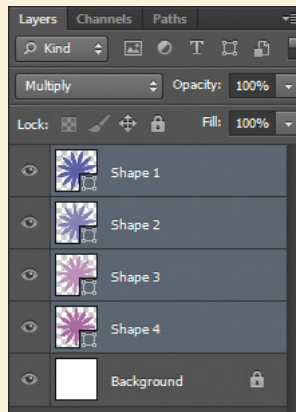 Layers Channels Paths
Kind T
Multiply Opacity: 100%
Lock: Fill: 100%
Shape 1
Shape 2
Shape 3
Shape 4
Background